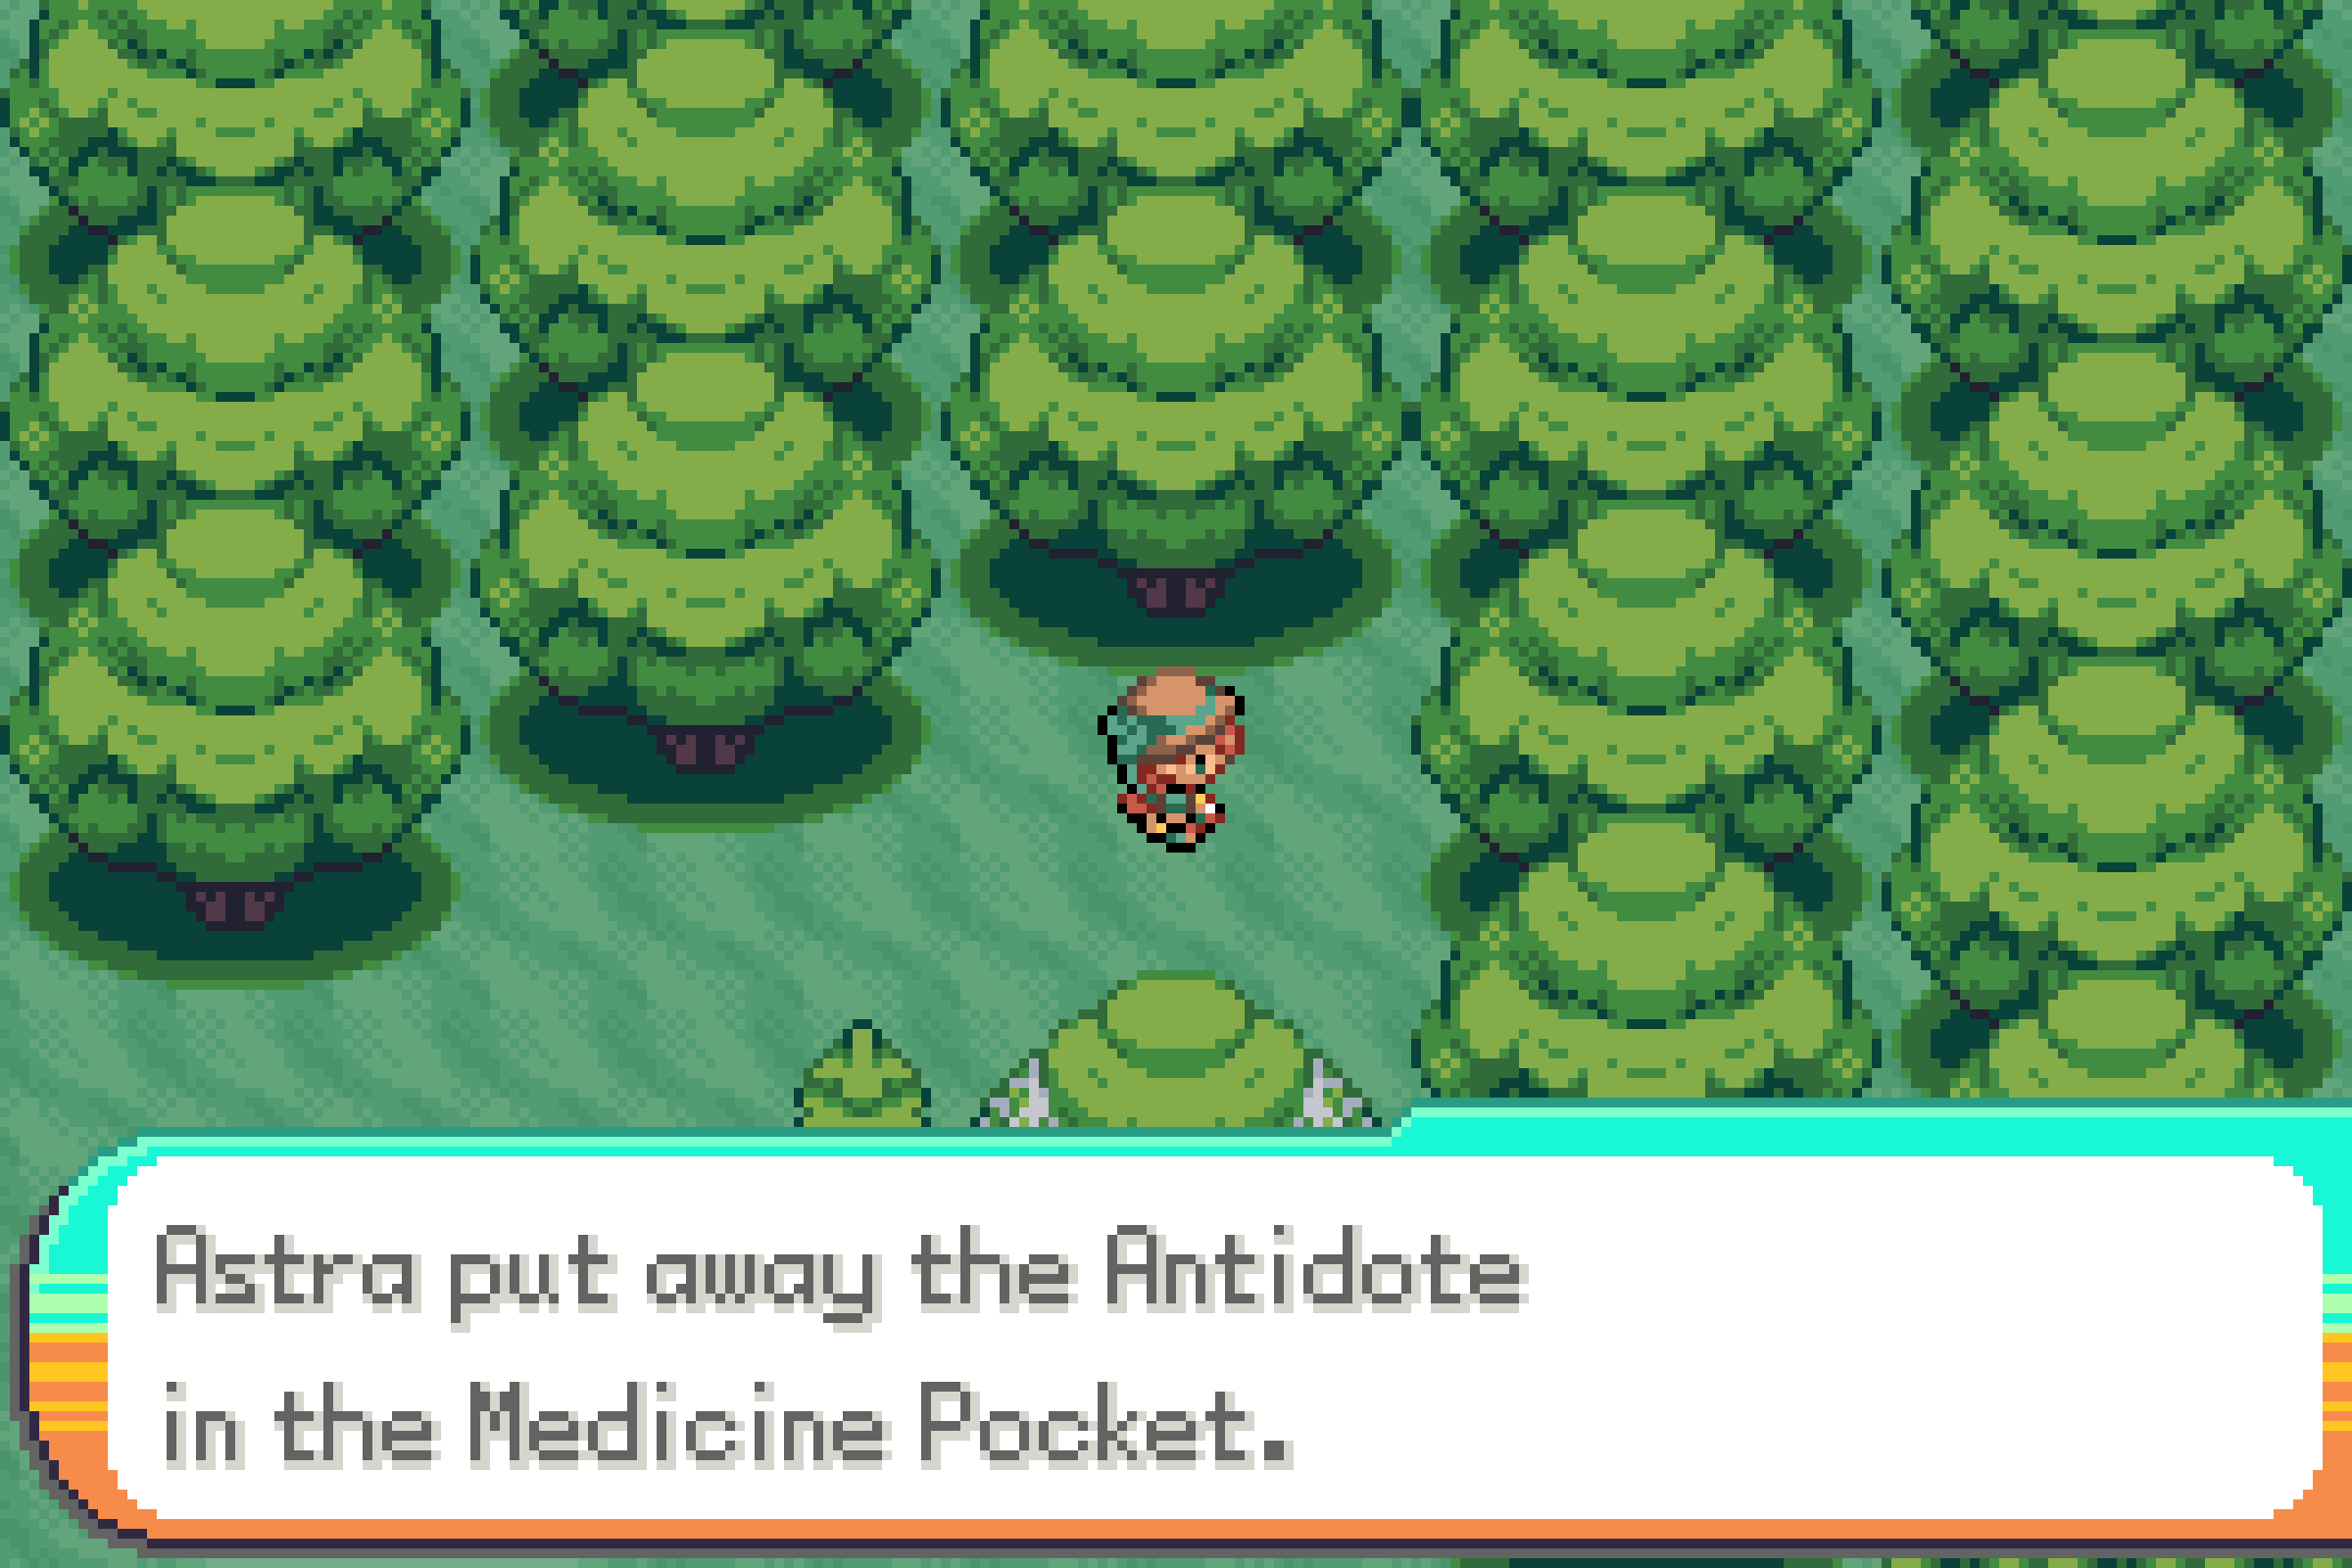 Astra put away the Antidote
in the Medicine Pocket.